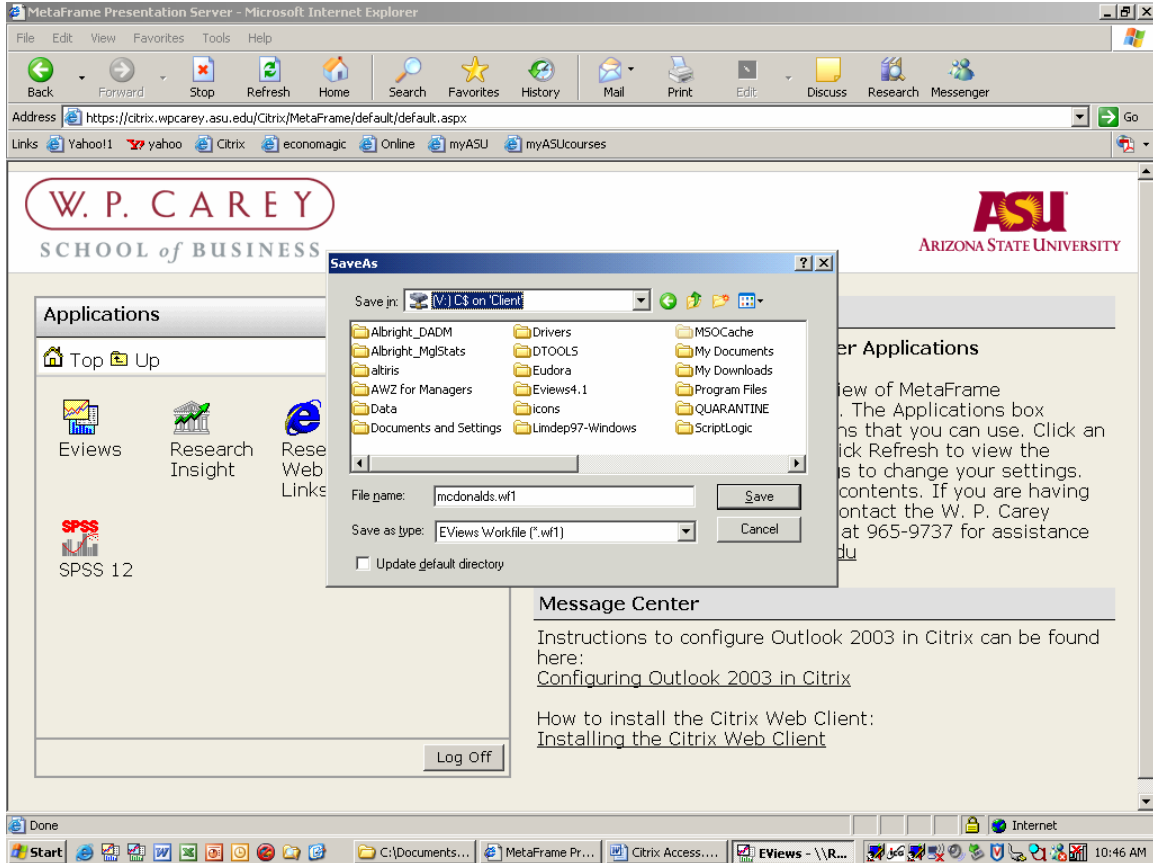 MetaFrame Presentation Server - Microsoft Internet Explorer
File Edit View Favorites Tools Help
Back Forward Stop Refresh Home Search Favorites History Mail Print Edit Discuss Research Messenger
Address https://citrix.wpcarey.asu.edu/Citrix/MetaFrame/default/default.aspx Go
Links Yahoo!1 yahoo Citrix economagic Online myASU myASUcourses
W. P. CAREY
SCHOOL of BUSINESS
ASU
ARIZONA STATE UNIVERSITY
SaveAs
Save in: (V:) C$ on 'Client'
Albright_DADM Drivers MSOCache
Albright_MglStats DTOOLS My Documents
altiris Eudora My Downloads
AWZ for Managers Eviews4.1 Program Files
Data icons QUARANTINE
Documents and Settings Limdep97-Windows ScriptLogic
File name: mcdonalds.wf1 Save
Save as type: EViews Workfile (*.wf1) Cancel
Update default directory
Applications
Top Up
Eviews
Research Insight
Rese
Web
Links
SPSS
SPSS 12
Log Off
er Applications
iew of MetaFrame
. The Applications box
ns that you can use. Click an
ick Refresh to view the
s to change your settings.
contents. If you are having
ontact the W. P. Carey
at 965-9737 for assistance
du
Message Center
Instructions to configure Outlook 2003 in Citrix can be found
here:
Configuring Outlook 2003 in Citrix
How to install the Citrix Web Client:
Installing the Citrix Web Client
Done Internet
Start C:\Documents... MetaFrame Pr... Citrix Access.... EViews - \\R... 10:46 AM